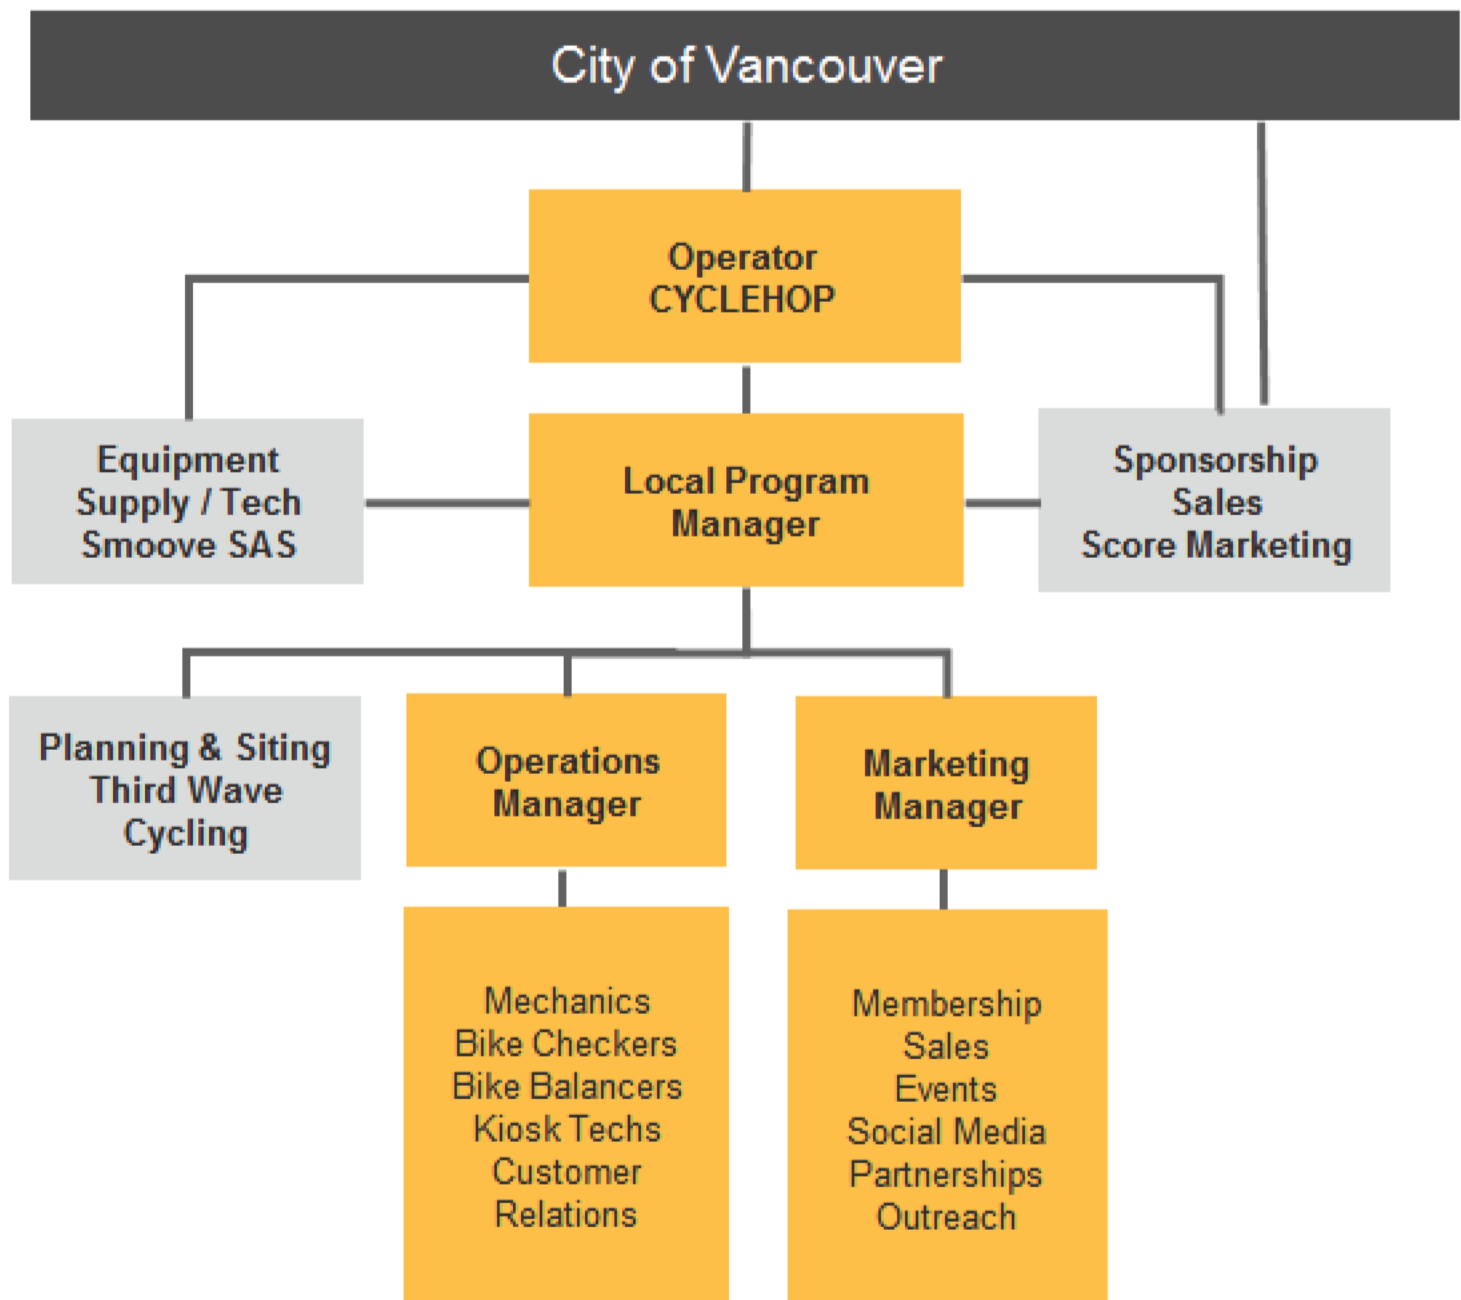 City of Vancouver
Operator
CYCLEHOP
Equipment
Supply / Tech
Smoove SAS
Local Program
Manager
Sponsorship
Sales
Score Marketing
Planning & Siting
Third Wave
Cycling
Operations
Manager
Marketing
Manager
Mechanics
Bike Checkers
Bike Balancers
Kiosk Techs
Customer
Relations
Membership
Sales
Events
Social Media
Partnerships
Outreach